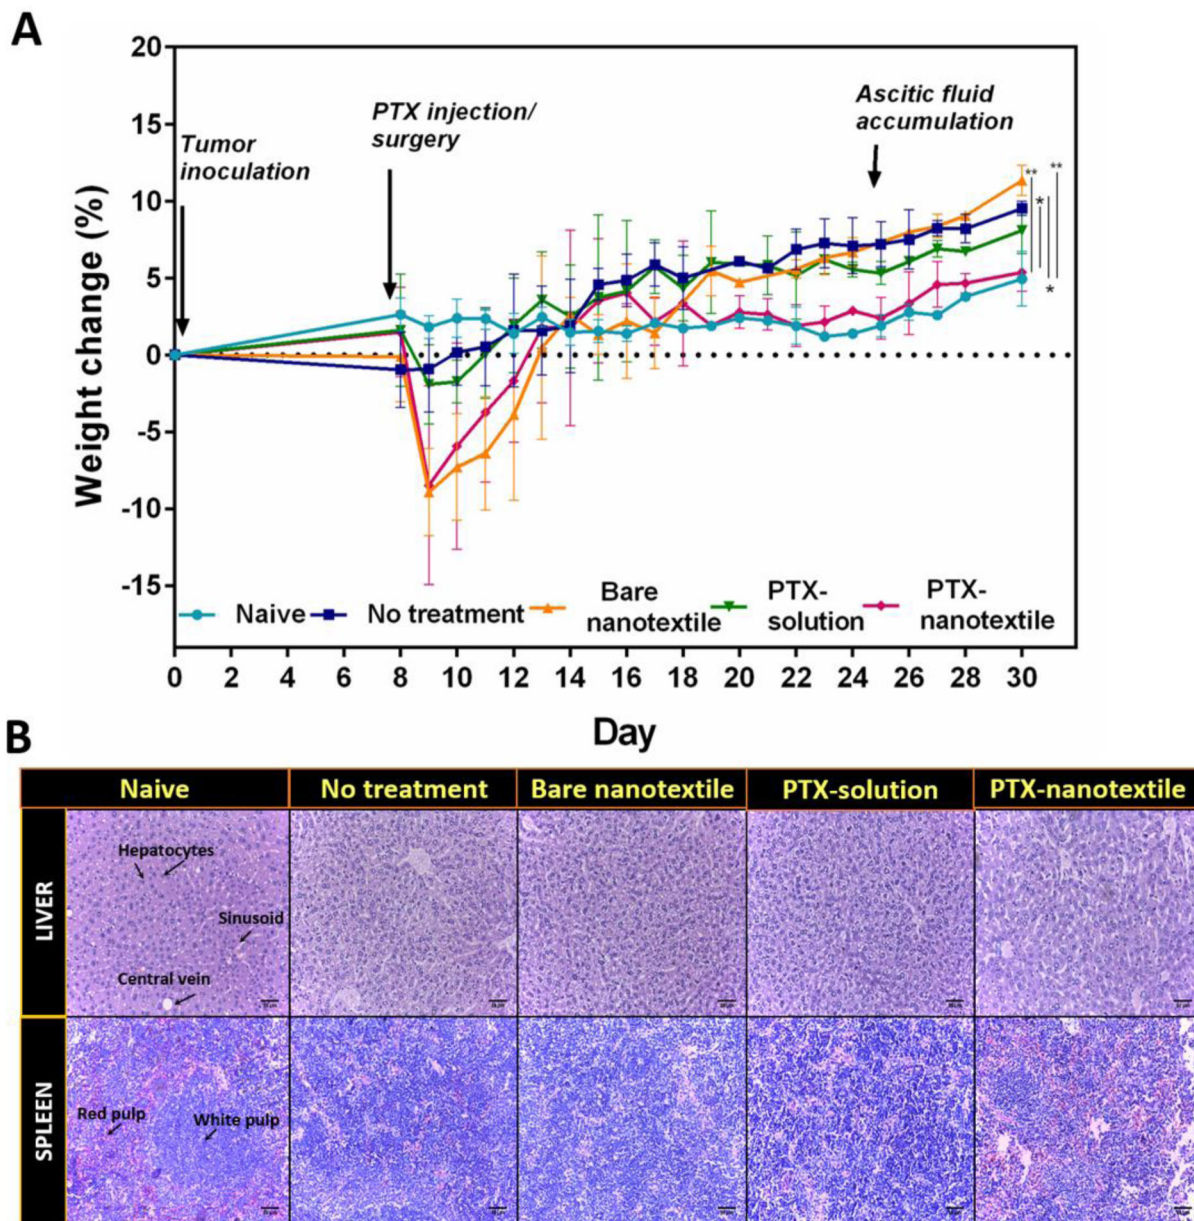 A
20
15
10
5
0
-5
-10
-15
Weight change (%)
Tumor
inoculation
PTX injection/
surgery
Ascitic fluid
accumulation
**
*
**
*
Naive
No treatment
Bare
nanotextile
PTX-
solution
PTX-
nanotextile
0 2 4 6 8 10 12 14 16 18 20 22 24 26 28 30
Day
B
Naive No treatment Bare nanotextile PTX-solution PTX-nanotextile
LIVER
Hepatocytes
Sinusoid
Central vein
SPLEEN
Red pulp
White pulp